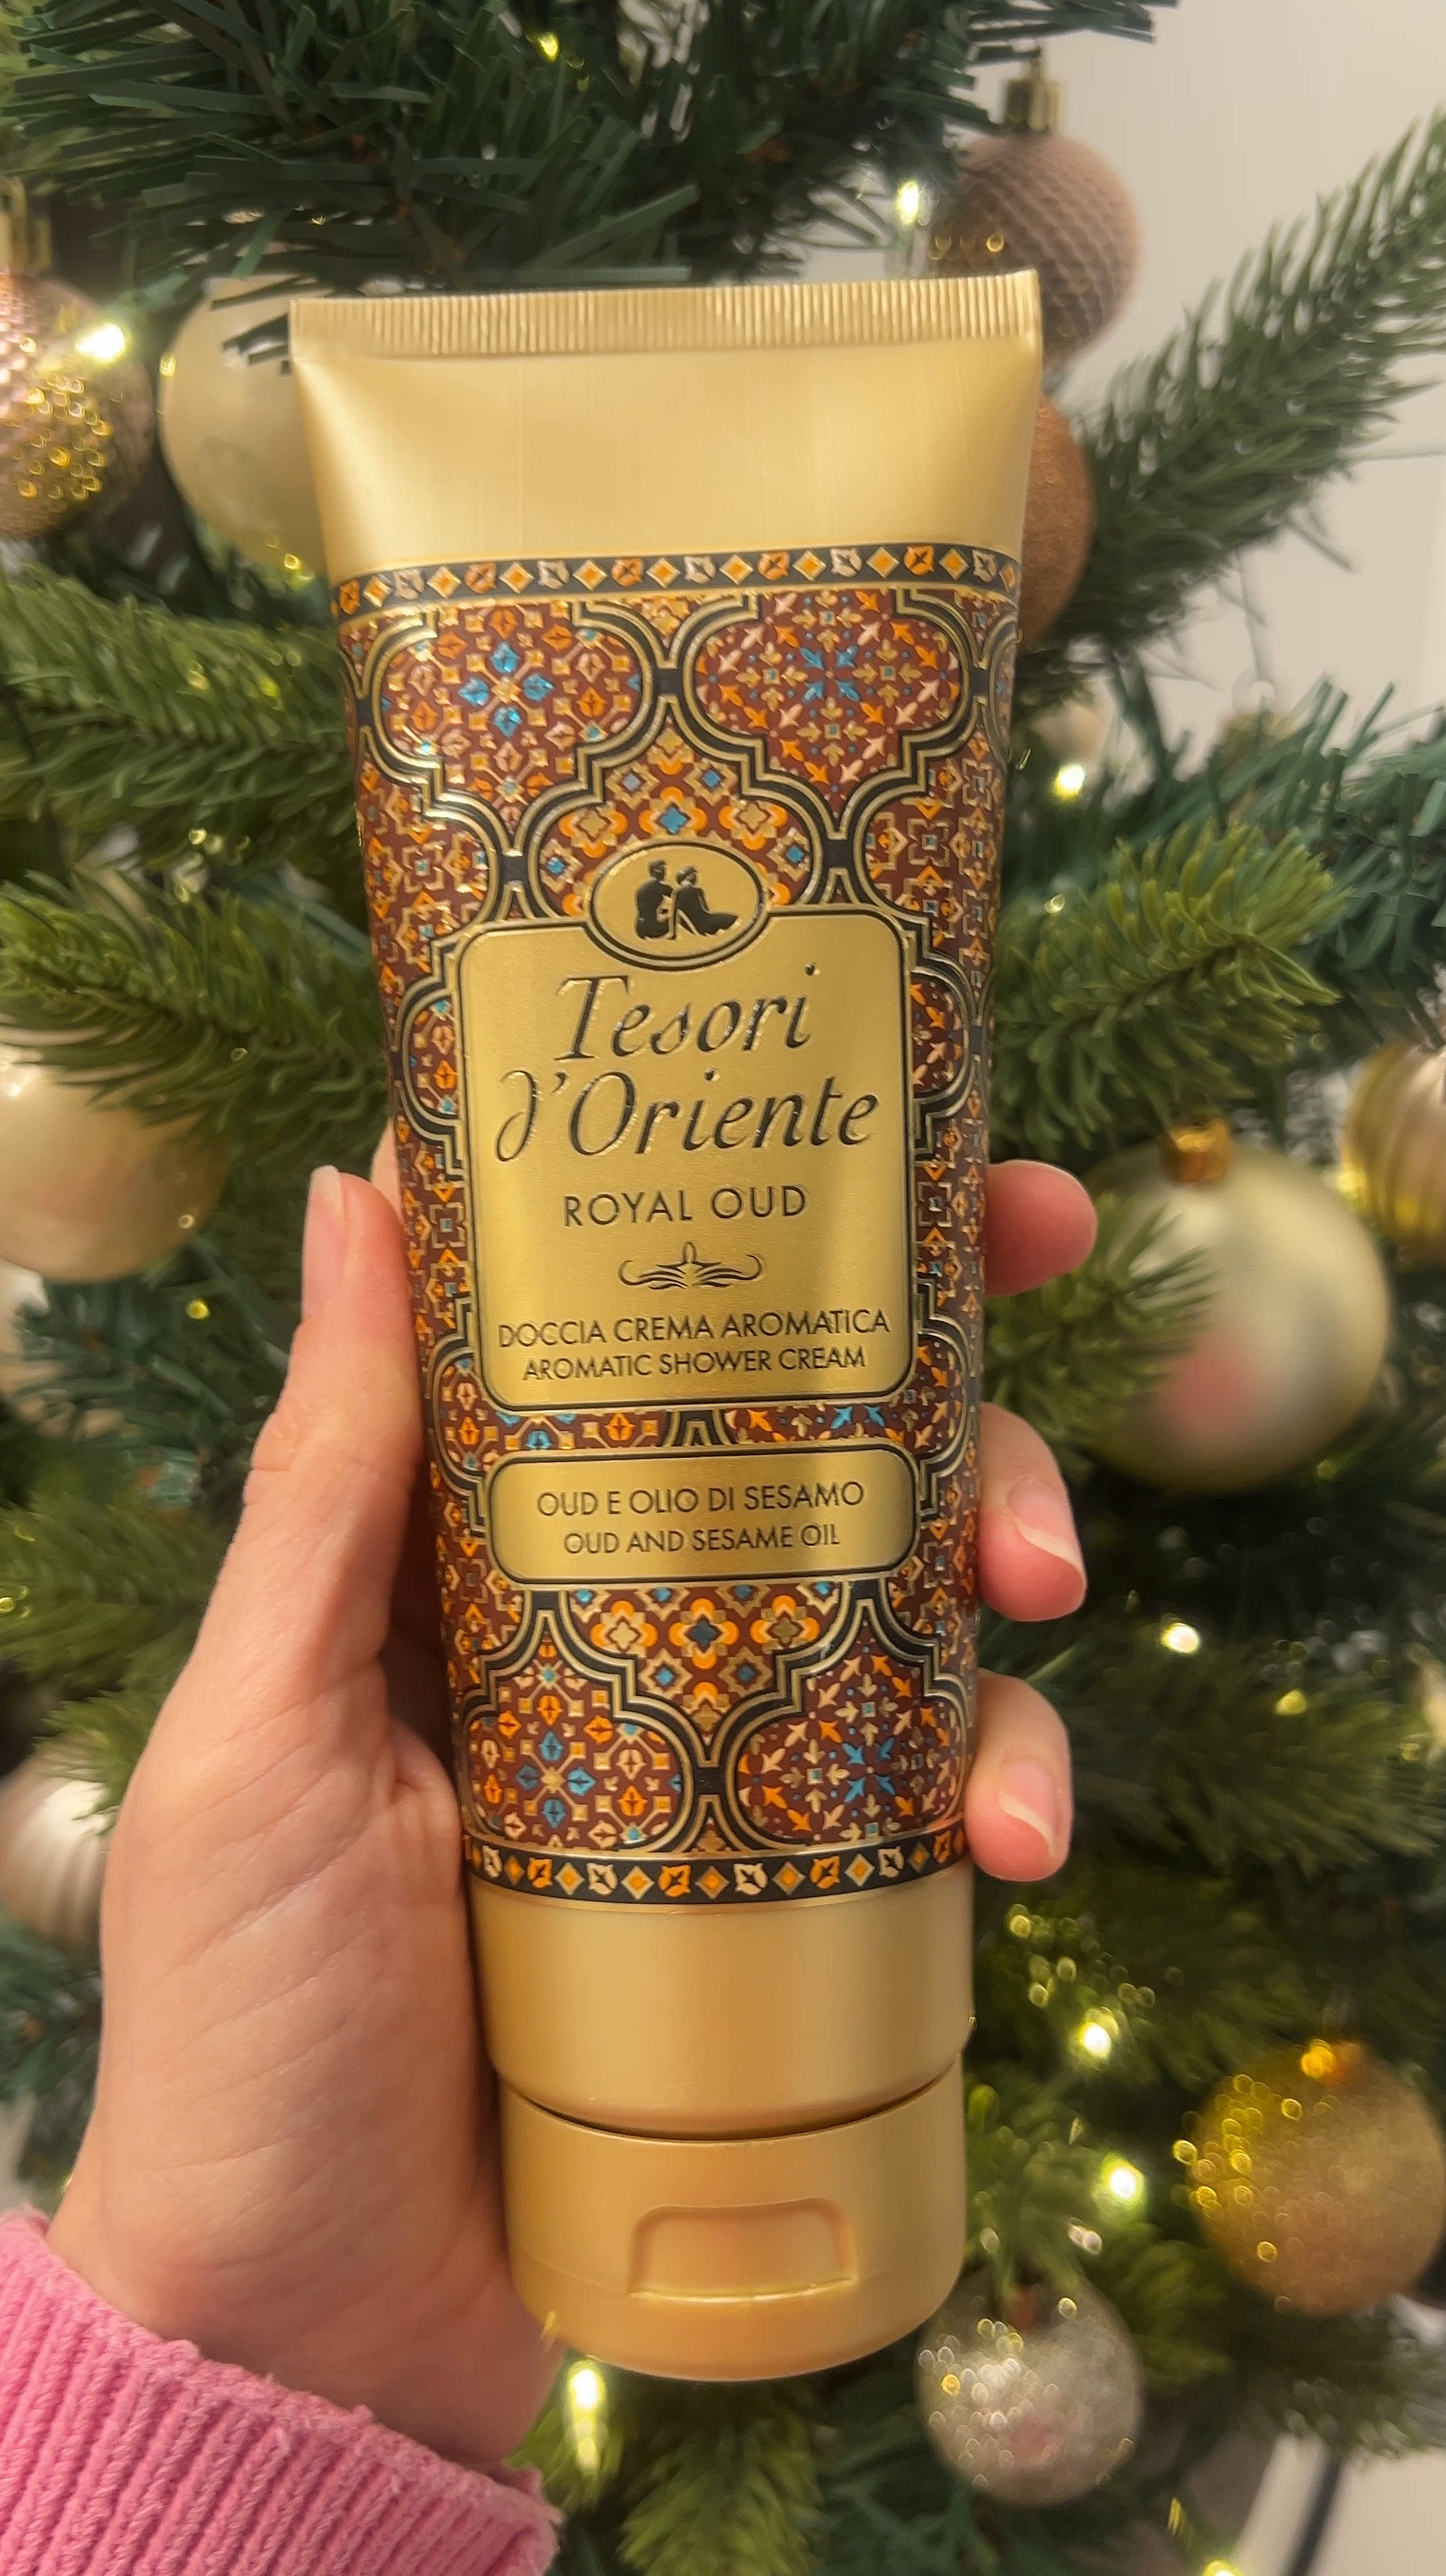 Tesori
d'Oriente
ROYAL OUD
DOCCIA CREMA AROMATICA
AROMATIC SHOWER CREAM
OUD E OLIO DI SESAMO
OUD AND SESAME OIL